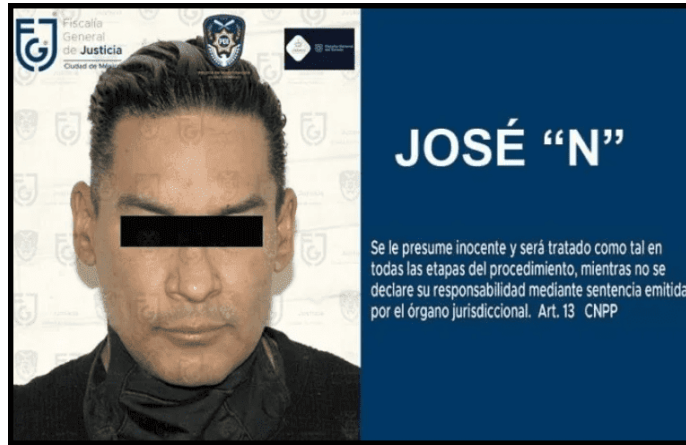 Fiscalía
General
de Justicia
Ciudad de México
PDI
JOSÉ “N”
Se le presume inocente y será tratado como tal en
todas las etapas del procedimiento, mientras no se
declare su responsabilidad mediante sentencia emitida
por el órgano jurisdiccional. Art. 13 CNPP